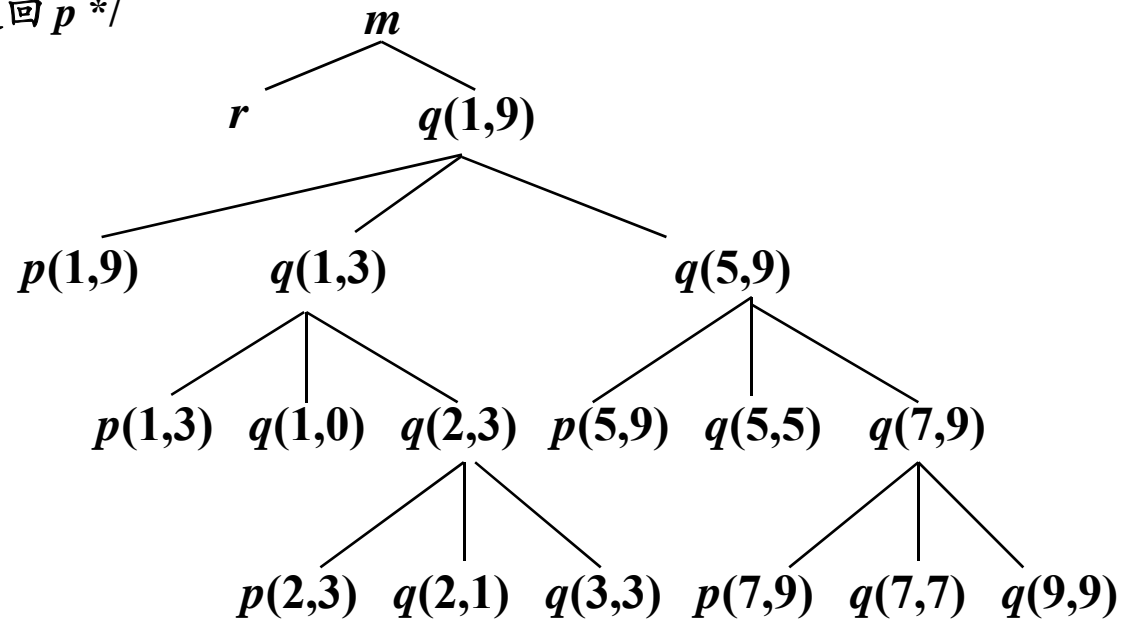 回 p */
m
r q(1,9)
p(1,9) q(1,3) q(5,9)
p(1,3) q(1,0) q(2,3) p(5,9) q(5,5) q(7,9)
p(2,3) q(2,1) q(3,3) p(7,9) q(7,7) q(9,9)